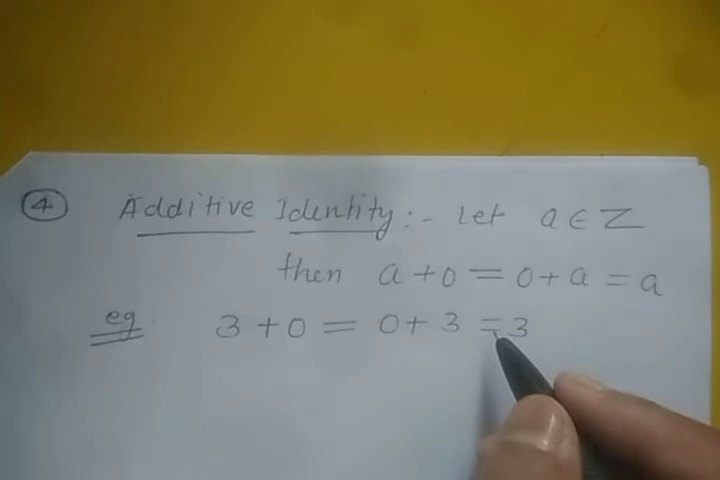 4 Additive Identity :- Let a ∈ Z
then a + 0 = 0 + a = a
eg. 3 + 0 = 0 + 3 = 3